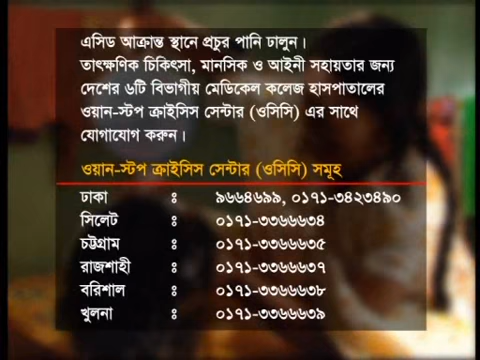 এসিড আক্রান্ত স্থানে প্রচুর পানি ঢালুন।
তাৎক্ষণিক চিকিৎসা, মানসিক ও আইনী সহায়তার জন্য
দেশের ৬টি বিভাগীয় মেডিকেল কলেজ হাসপাতালের
ওয়ান-স্টপ ক্রাইসিস সেন্টার (ওসিসি) এর সাথে
যোগাযোগ করুন।
ওয়ান-স্টপ ক্রাইসিস সেন্টার (ওসিসি) সমূহ
ঢাকা : ৯৬৬৪৬৯৯, ০১৭১-৩৪২৩৪৯০
সিলেট : ০১৭১-৩৩৬৬৬৩৪
চট্টগ্রাম : ০১৭১-৩৩৬৬৬৩৫
রাজশাহী : ০১৭১-৩৩৬৬৬৩৭
বরিশাল : ০১৭১-৩৩৬৬৬৩৮
খুলনা : ০১৭১-৩৩৬৬৬৩৯